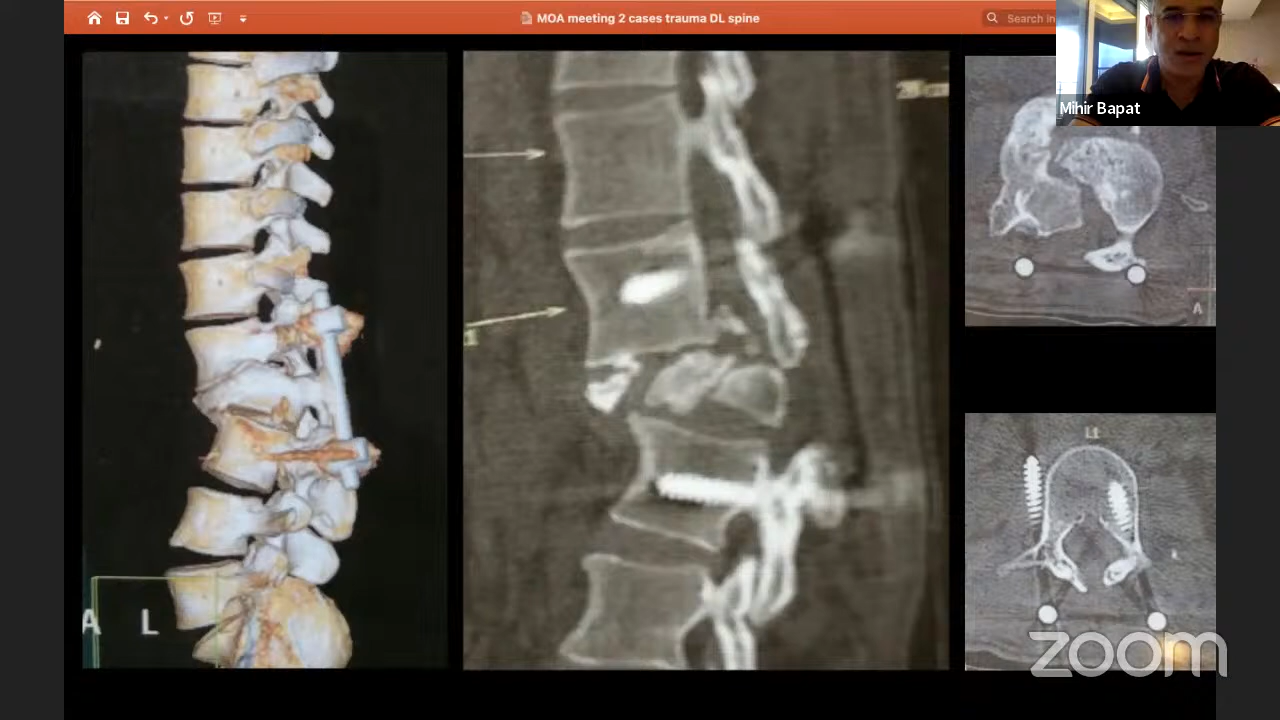 MOA meeting 2 cases trauma DL spine
Search in
Mihir Bapat
A
A L
L1
zoom